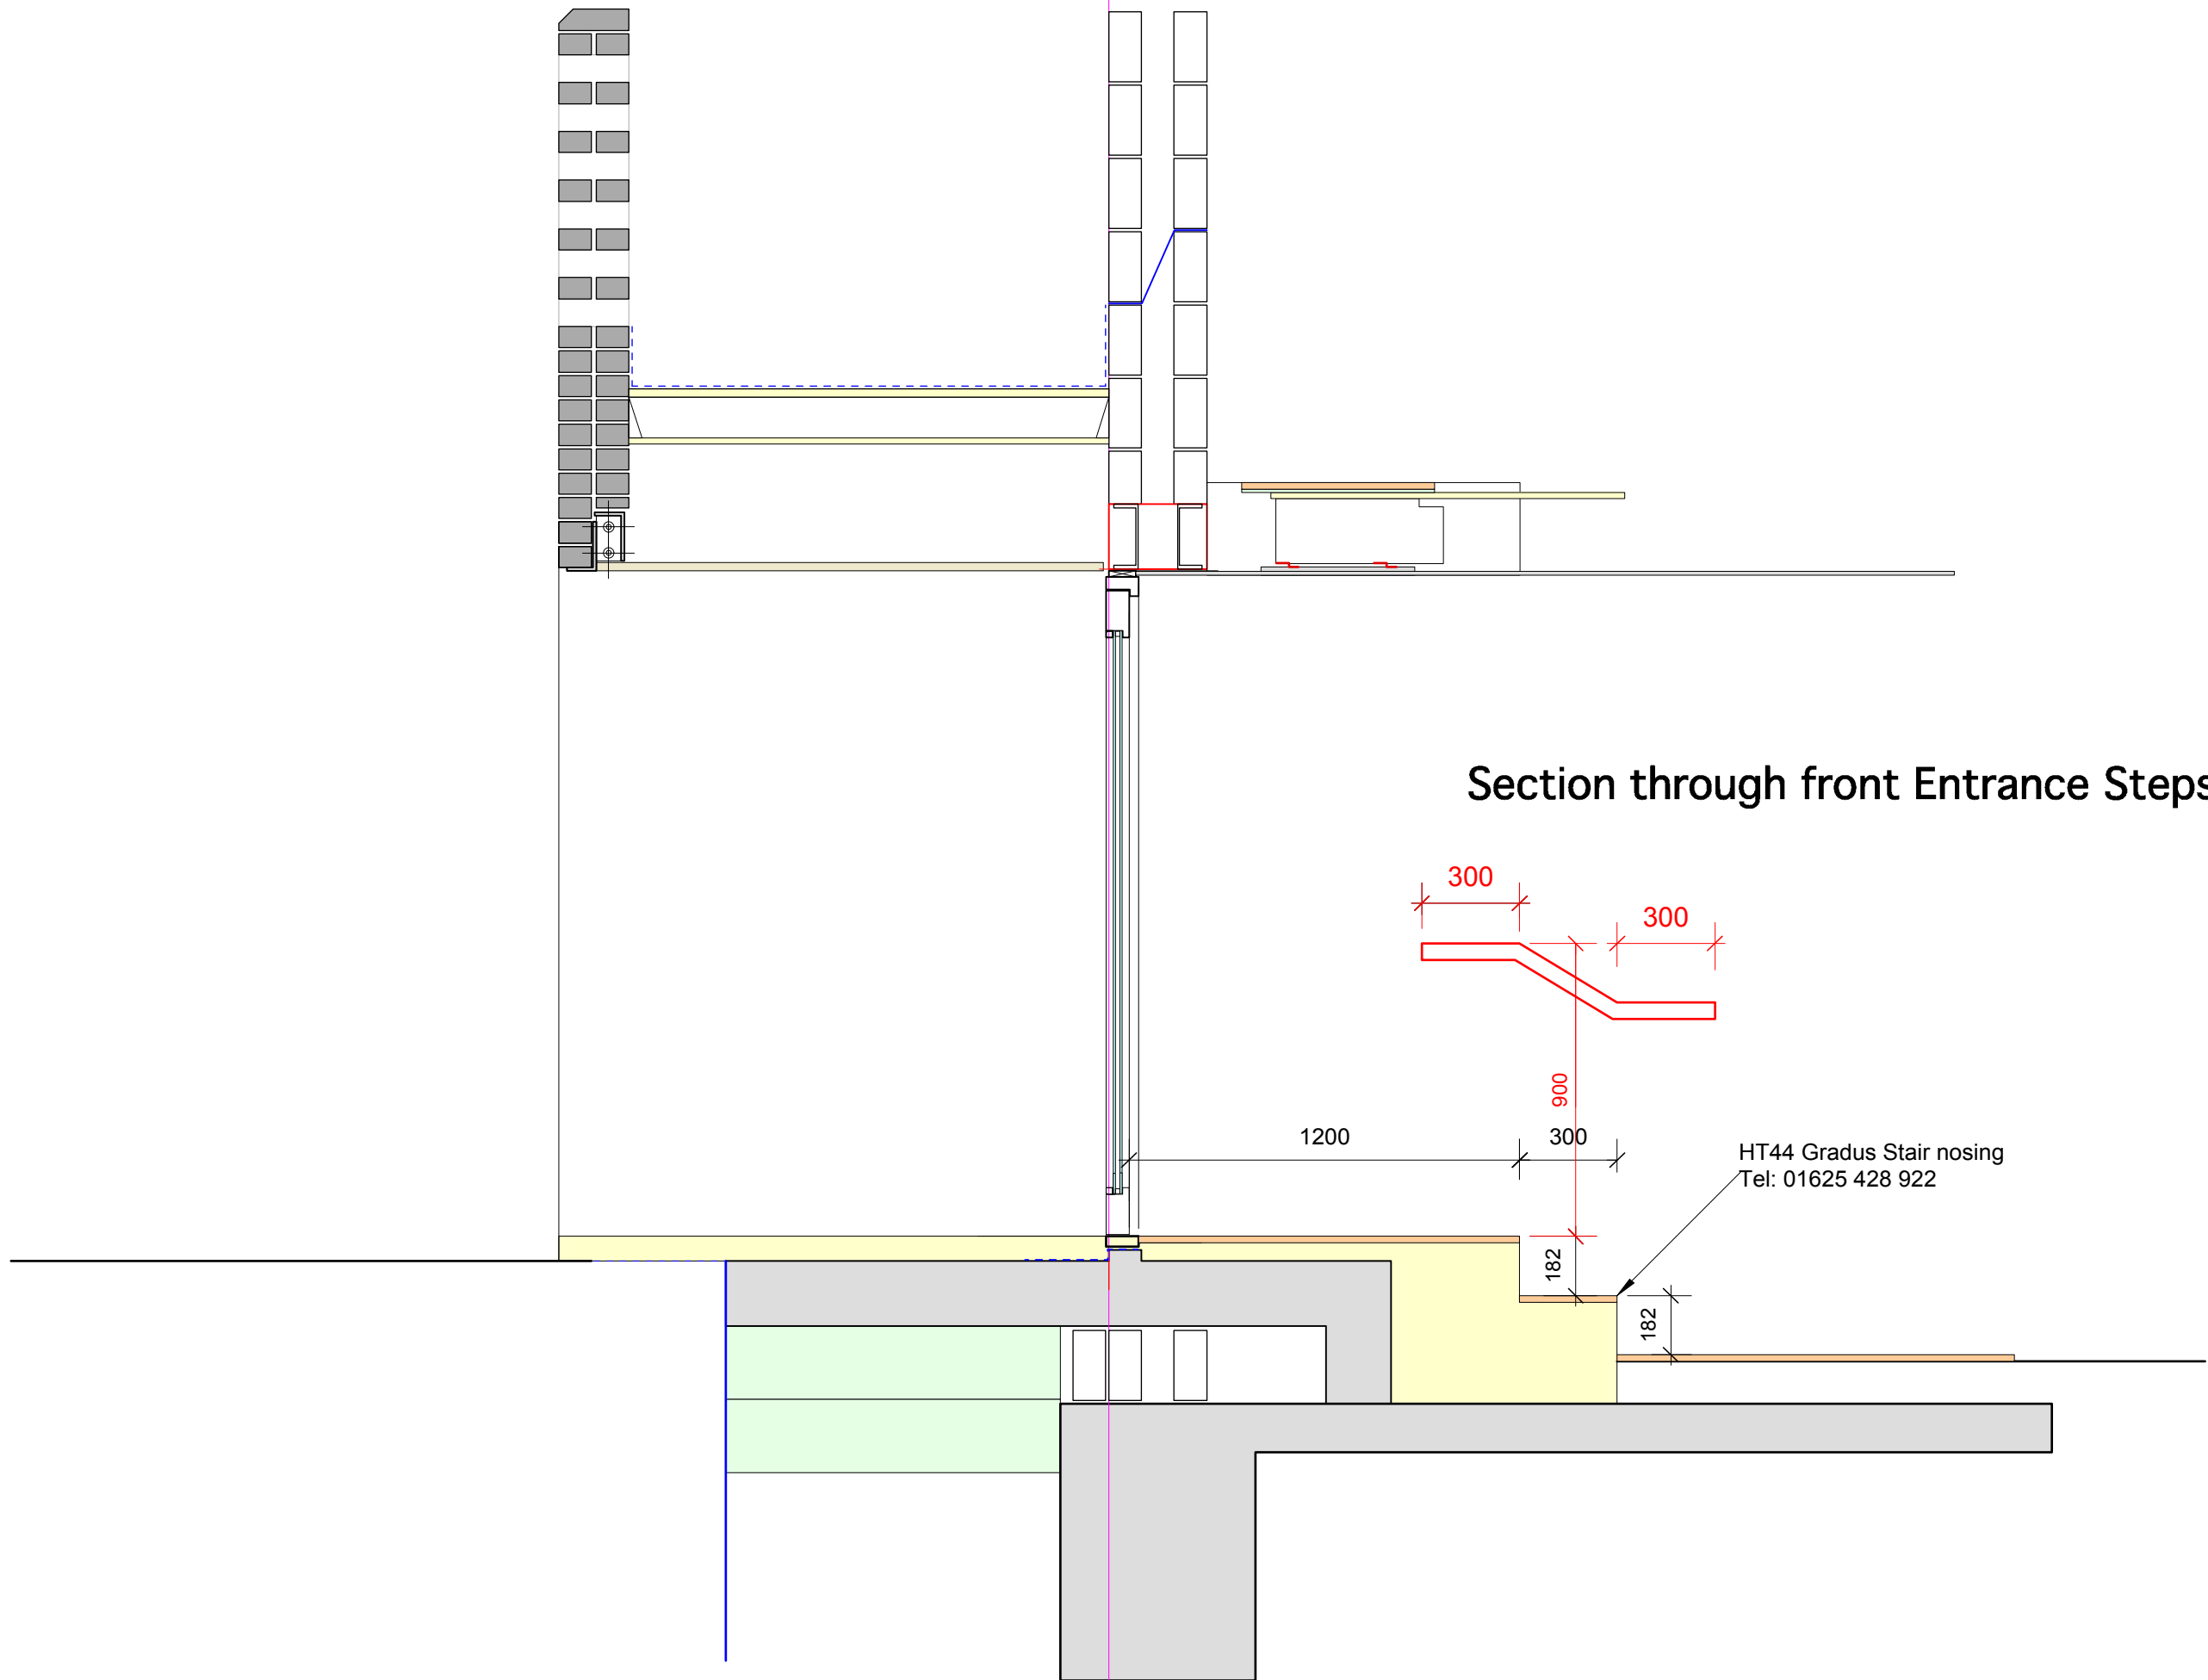 Section through front Entrance Steps
300
300
900
1200
300
HT44 Gradus Stair nosing
Tel: 01625 428 922
182
182